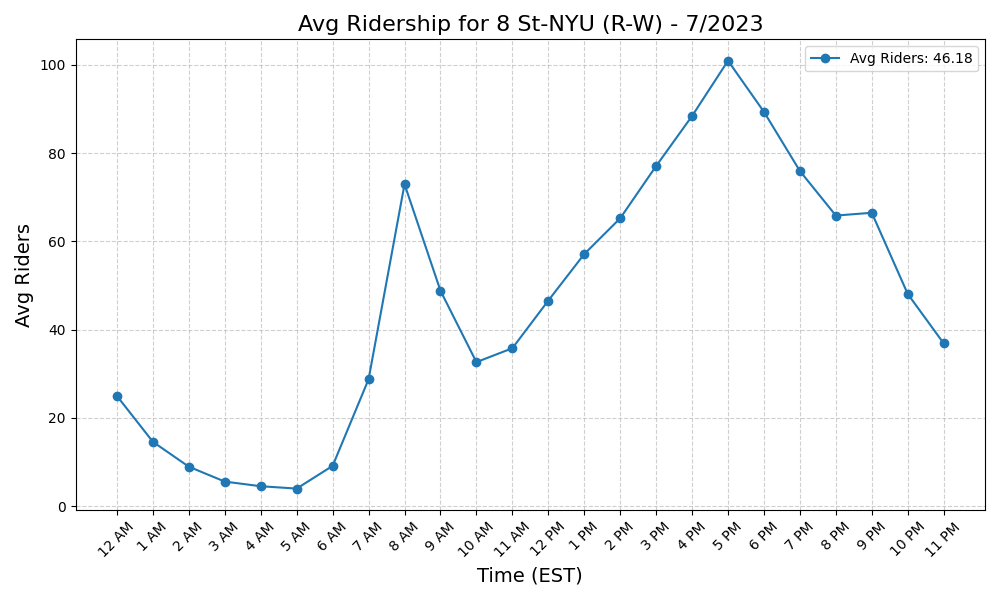 Avg Ridership for 8 St-NYU (R-W) - 7/2023
Avg Riders: 46.18
Avg Riders
100
80
60
40
20
0
12 AM
1 AM
2 AM
3 AM
4 AM
5 AM
6 AM
7 AM
8 AM
9 AM
10 AM
11 AM
12 PM
1 PM
2 PM
3 PM
4 PM
5 PM
6 PM
7 PM
8 PM
9 PM
10 PM
11 PM
Time (EST)